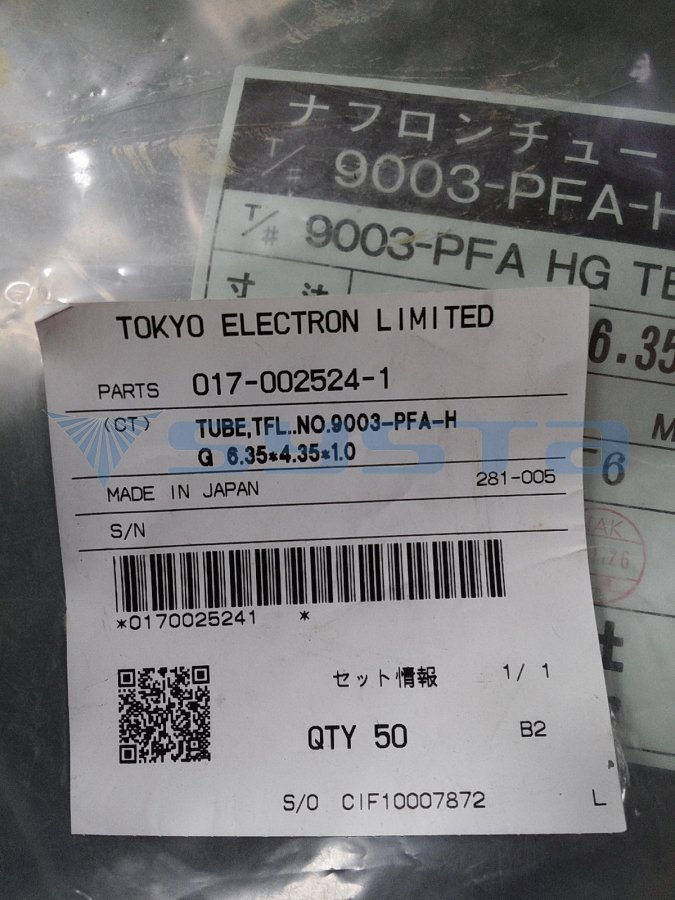 ナフロンチュー
T/# 9003-PFA-H
T/# 9003-PFA HG TE
寸 法
6.35
M
6
TOKYO ELECTRON LIMITED
PARTS 017-002524-1
(CT) TUBE,TFL..NO.9003-PFA-H
G 6.35*4.35*1.0
MADE IN JAPAN 281-005
S/N
*0170025241 *
セット情報 1/ 1
QTY 50 B2
S/O CIF10007872 L
SUSTA